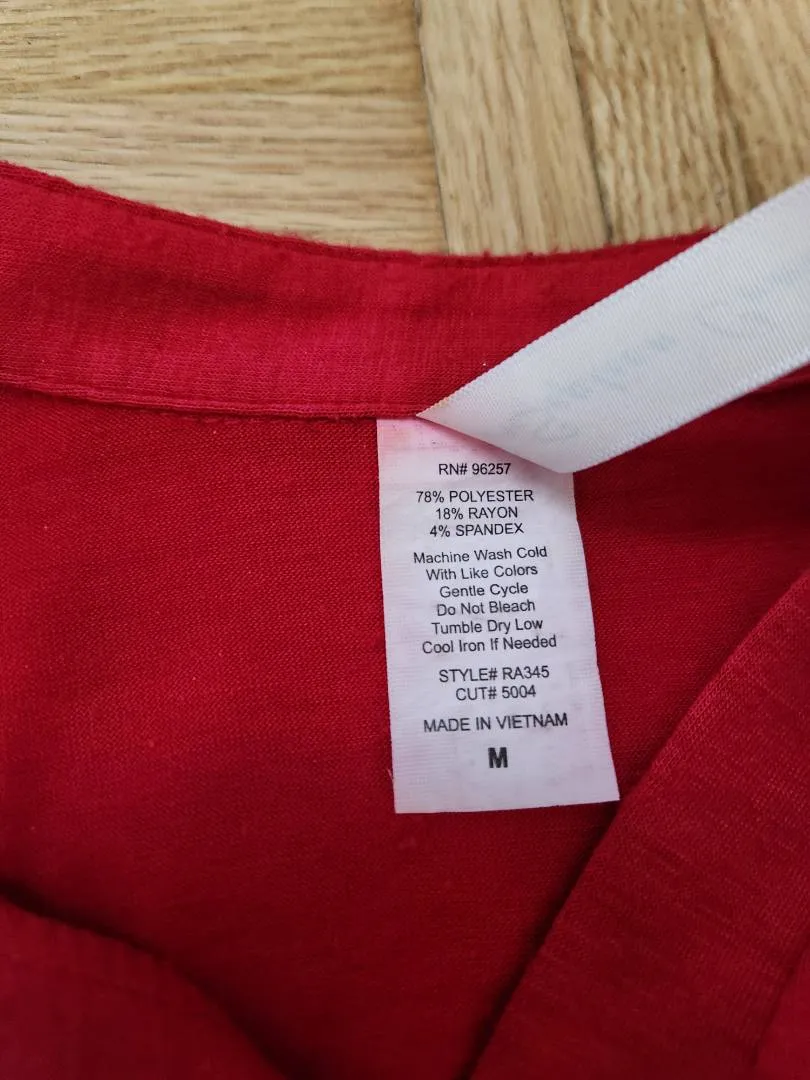 RN# 96257
78% POLYESTER
18% RAYON
4% SPANDEX
Machine Wash Cold
With Like Colors
Gentle Cycle
Do Not Bleach
Tumble Dry Low
Cool Iron If Needed
STYLE# RA345
CUT# 5004
MADE IN VIETNAM
M